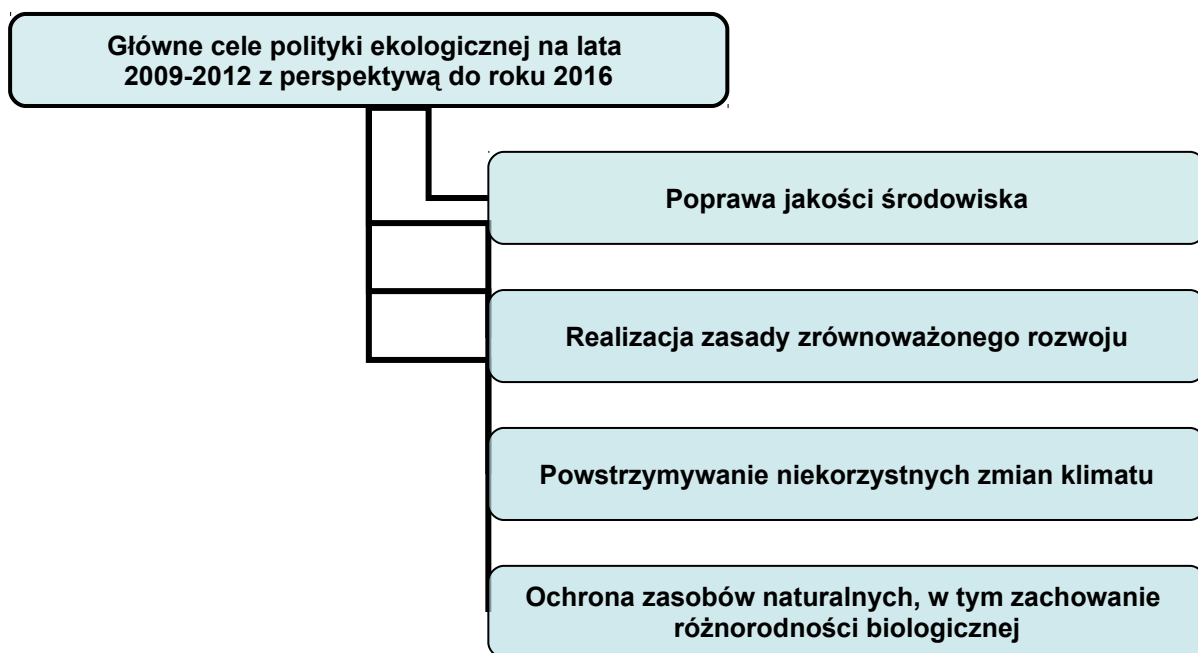 Główne cele polityki ekologicznej na lata
2009-2012 z perspektywą do roku 2016
Poprawa jakości środowiska
Realizacja zasady zrównoważonego rozwoju
Powstrzymywanie niekorzystnych zmian klimatu
Ochrona zasobów naturalnych, w tym zachowanie
różnorodności biologicznej